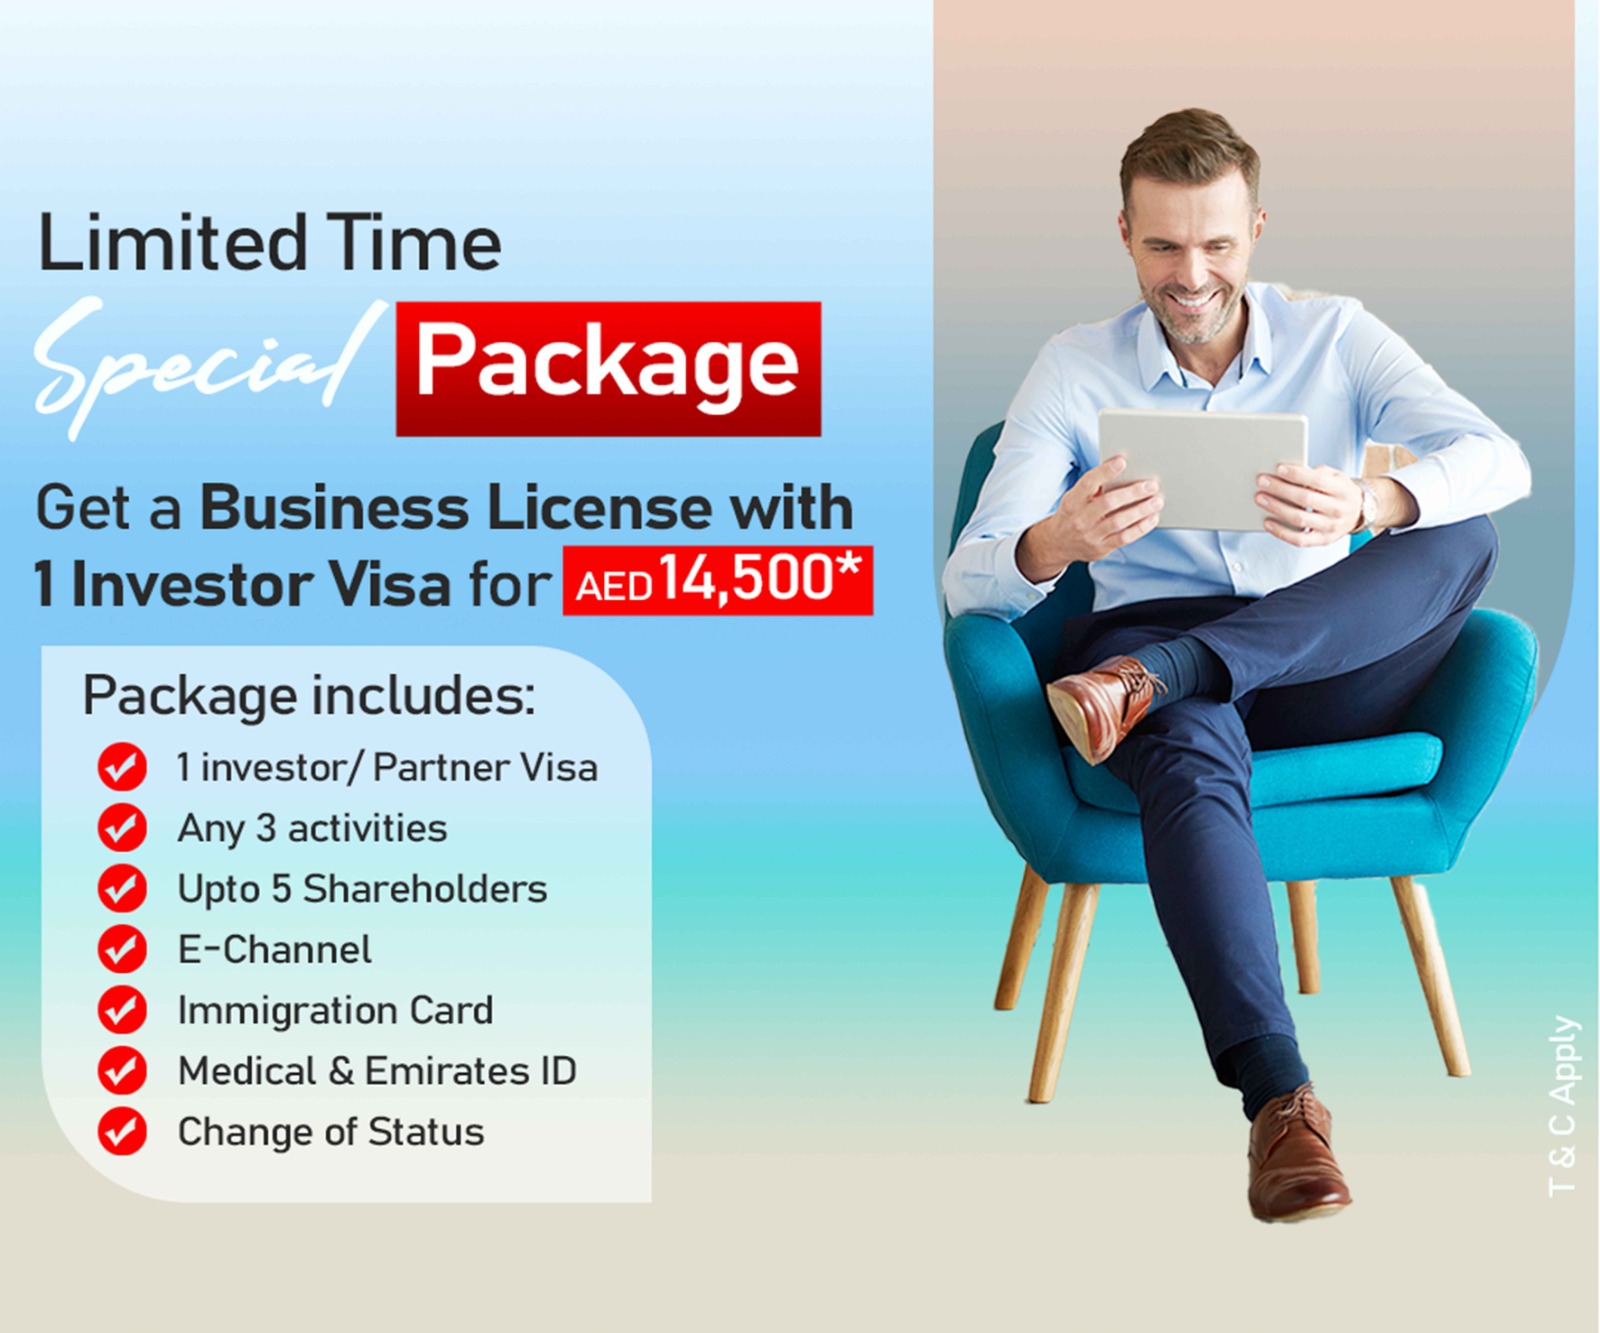 Limited Time
Special Package
Get a Business License with
1 Investor Visa for AED 14,500*
Package includes:
1 investor/ Partner Visa
Any 3 activities
Upto 5 Shareholders
E-Channel
Immigration Card
Medical & Emirates ID
Change of Status
T & C Apply